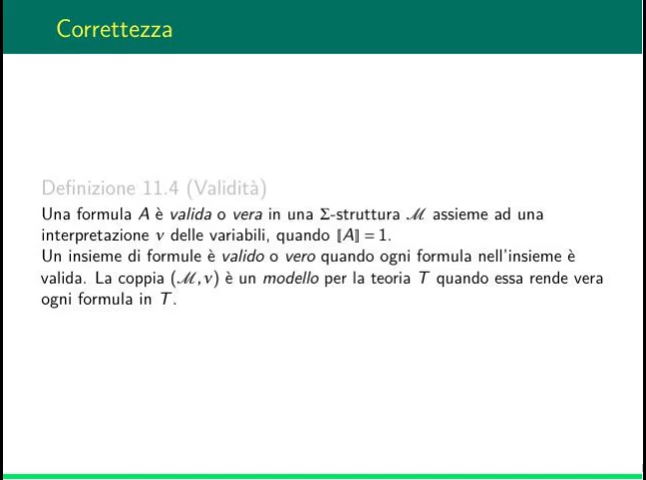 Correttezza
Definizione 11.4 (Validità)
Una formula A è valida o vera in una Σ-struttura ℳ assieme ad una
interpretazione ν delle variabili, quando ⟦A⟧ = 1.
Un insieme di formule è valido o vero quando ogni formula nell'insieme è
valida. La coppia (ℳ, ν) è un modello per la teoria T quando essa rende vera
ogni formula in T.